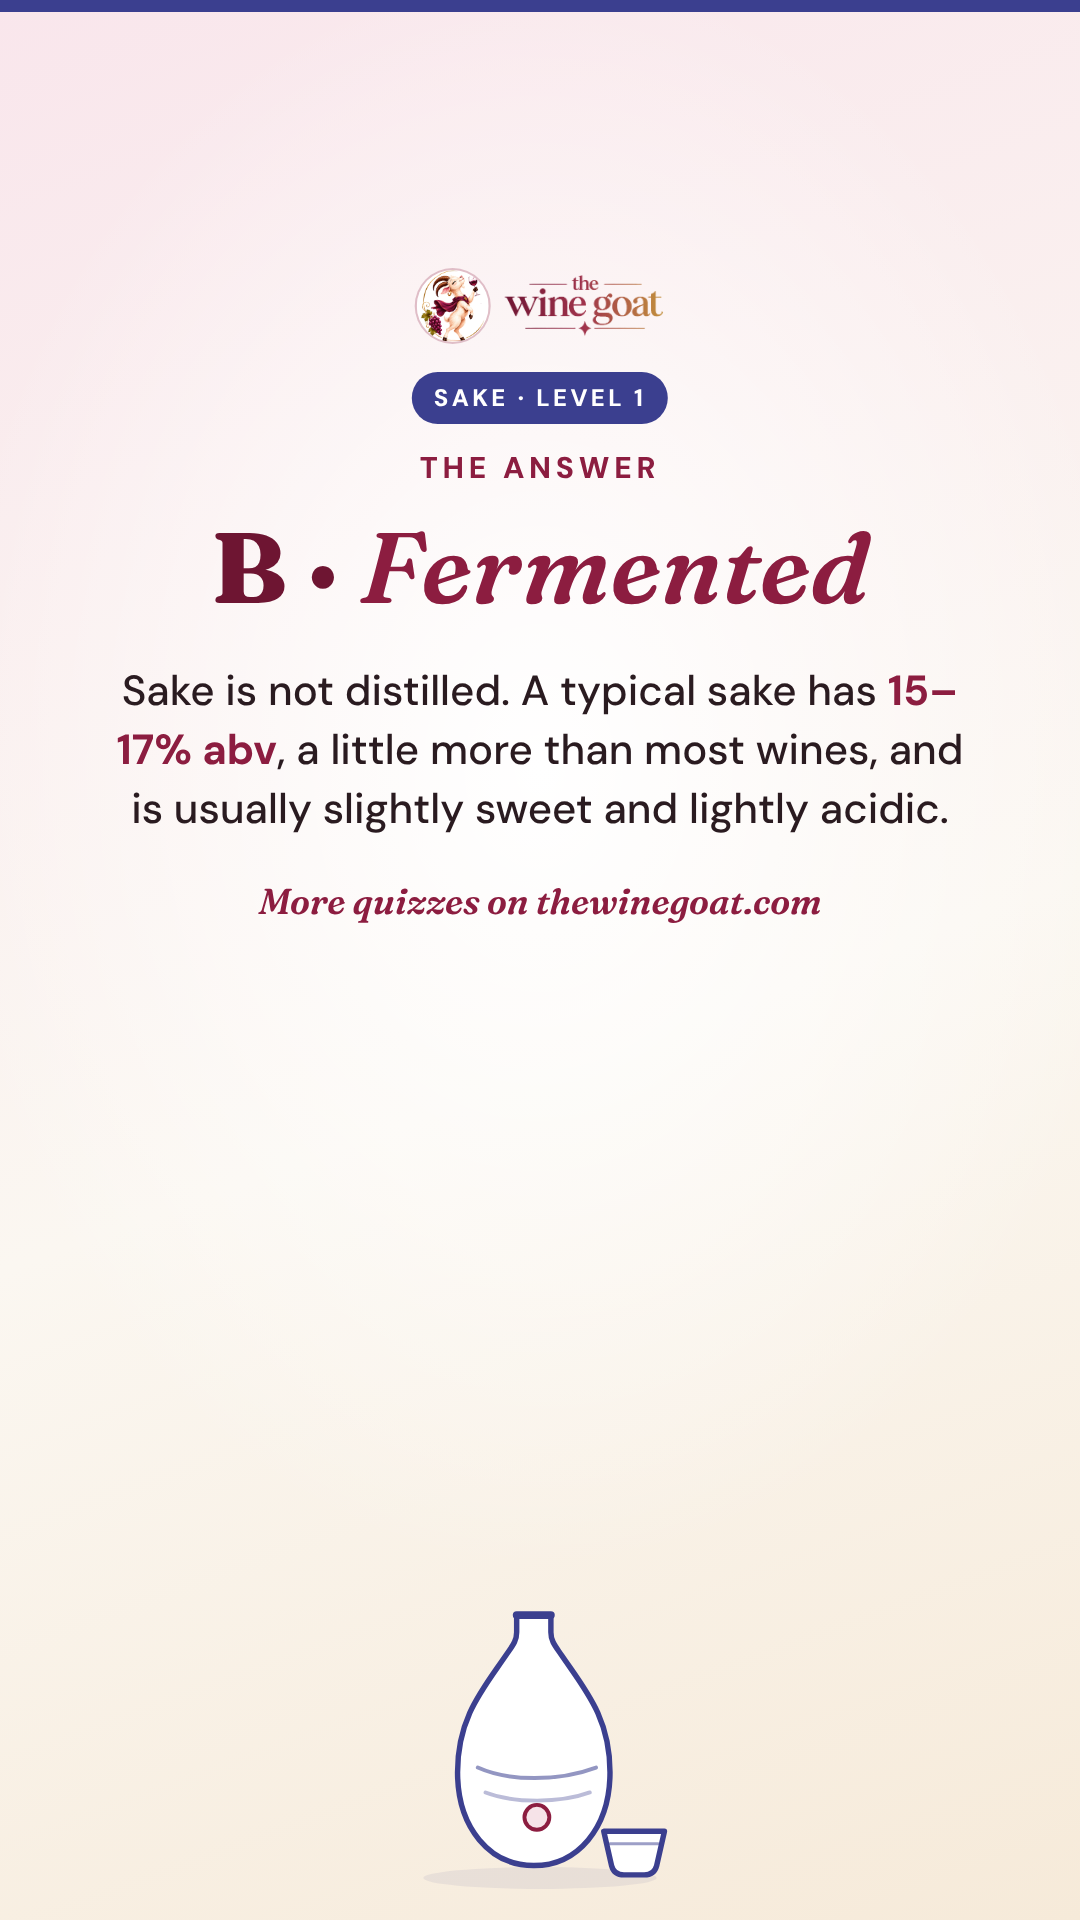 the
wine goat
SAKE · LEVEL 1
THE ANSWER
B · Fermented
Sake is not distilled. A typical sake has 15–
17% abv, a little more than most wines, and
is usually slightly sweet and lightly acidic.
More quizzes on thewinegoat.com